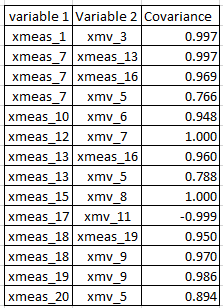 variable 1 Variable 2 Covariance
xmeas_1 xmv_3 0.997
xmeas_7 xmeas_13 0.997
xmeas_7 xmeas_16 0.969
xmeas_7 xmv_5 0.766
xmeas_10 xmv_6 0.948
xmeas_12 xmv_7 1.000
xmeas_13 xmeas_16 0.960
xmeas_13 xmv_5 0.788
xmeas_15 xmv_8 1.000
xmeas_17 xmv_11 -0.999
xmeas_18 xmeas_19 0.950
xmeas_18 xmv_9 0.970
xmeas_19 xmv_9 0.986
xmeas_20 xmv_5 0.894